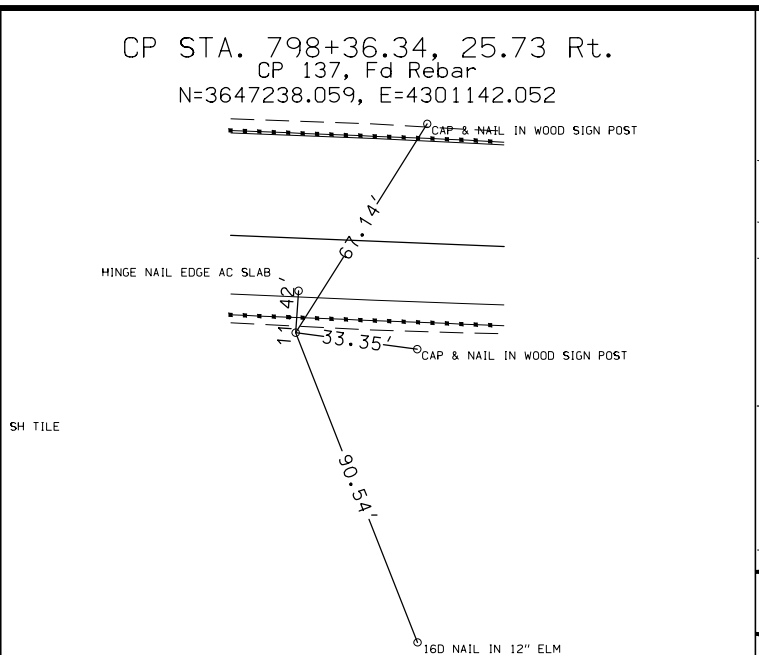 CP STA. 798+36.34, 25.73 Rt.
CP 137, Fd Rebar
N=3647238.059, E=4301142.052
CAP & NAIL IN WOOD SIGN POST
67.14'
HINGE NAIL EDGE AC SLAB
11.42'
33.35'
CAP & NAIL IN WOOD SIGN POST
SH TILE
90.54'
16D NAIL IN 12" ELM